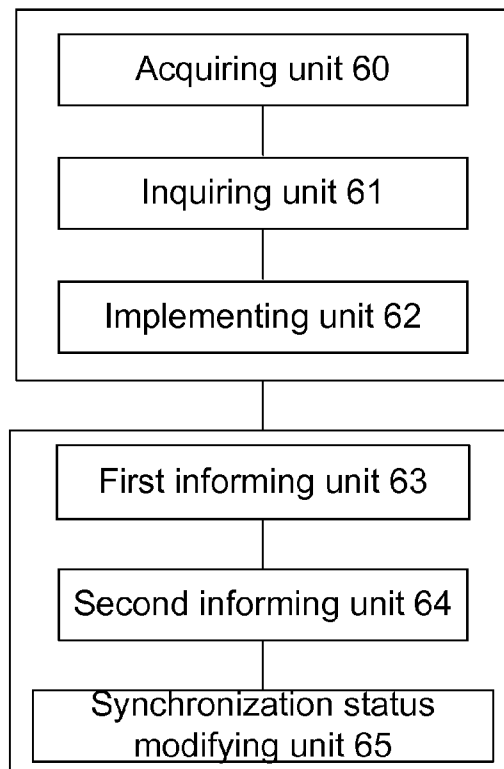 Acquiring unit 60
Inquiring unit 61
Implementing unit 62
First informing unit 63
Second informing unit 64
Synchronization status
modifying unit 65